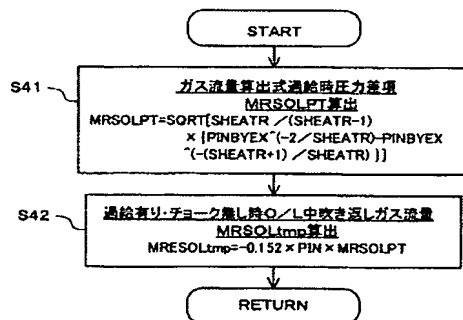 START
S41
ガス流量算出式過給時圧力差項
MRSOLPT算出
MRSOLPT=SQRT[SHEATR／(SHEATR-1)
×{PINBYEX^(-2／SHEATR)-PINBYEX
^(-(SHEATR+1)／SHEATR)}]
S42
過給有り・チョーク無し時O／L中吹き返しガス流量
MRSOLtmp算出
MRESOLtmp=-0.152×PIN×MRSOLPT
RETURN